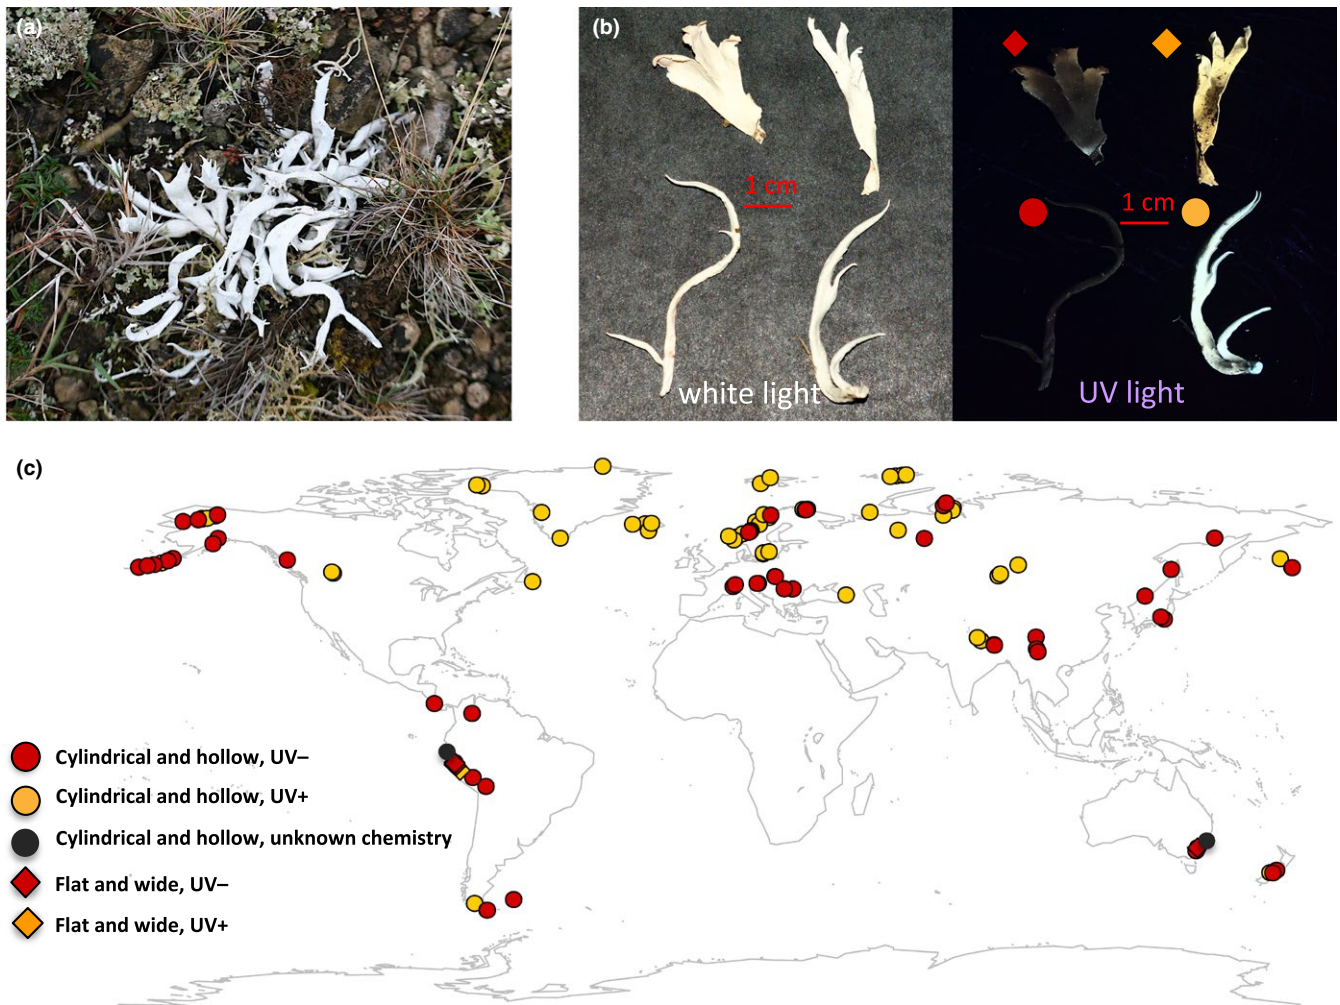 (a)
(b)
1 cm
1 cm
white light
UV light
(c)
Cylindrical and hollow, UV–
Cylindrical and hollow, UV+
Cylindrical and hollow, unknown chemistry
Flat and wide, UV–
Flat and wide, UV+